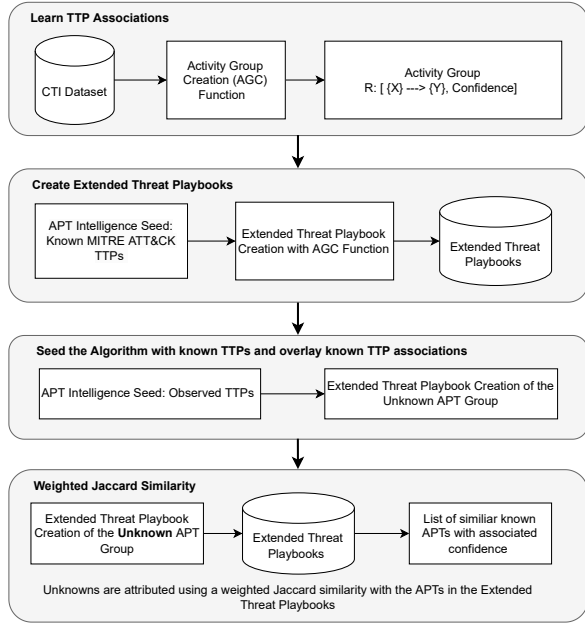 Learn TTP Associations
CTI Dataset
Activity Group
Creation (AGC)
Function
Activity Group
R: [ {X} ---> {Y}, Confidence]
Create Extended Threat Playbooks
APT Intelligence Seed:
Known MITRE ATT&CK
TTPs
Extended Threat Playbook
Creation with AGC Function
Extended Threat
Playbooks
Seed the Algorithm with known TTPs and overlay known TTP associations
APT Intelligence Seed: Observed TTPs
Extended Threat Playbook Creation of the
Unknown APT Group
Weighted Jaccard Similarity
Extended Threat Playbook
Creation of the Unknown APT
Group
Extended Threat
Playbooks
List of similiar known
APTs with associated
confidence
Unknowns are attributed using a weighted Jaccard similarity with the APTs in the Extended
Threat Playbooks